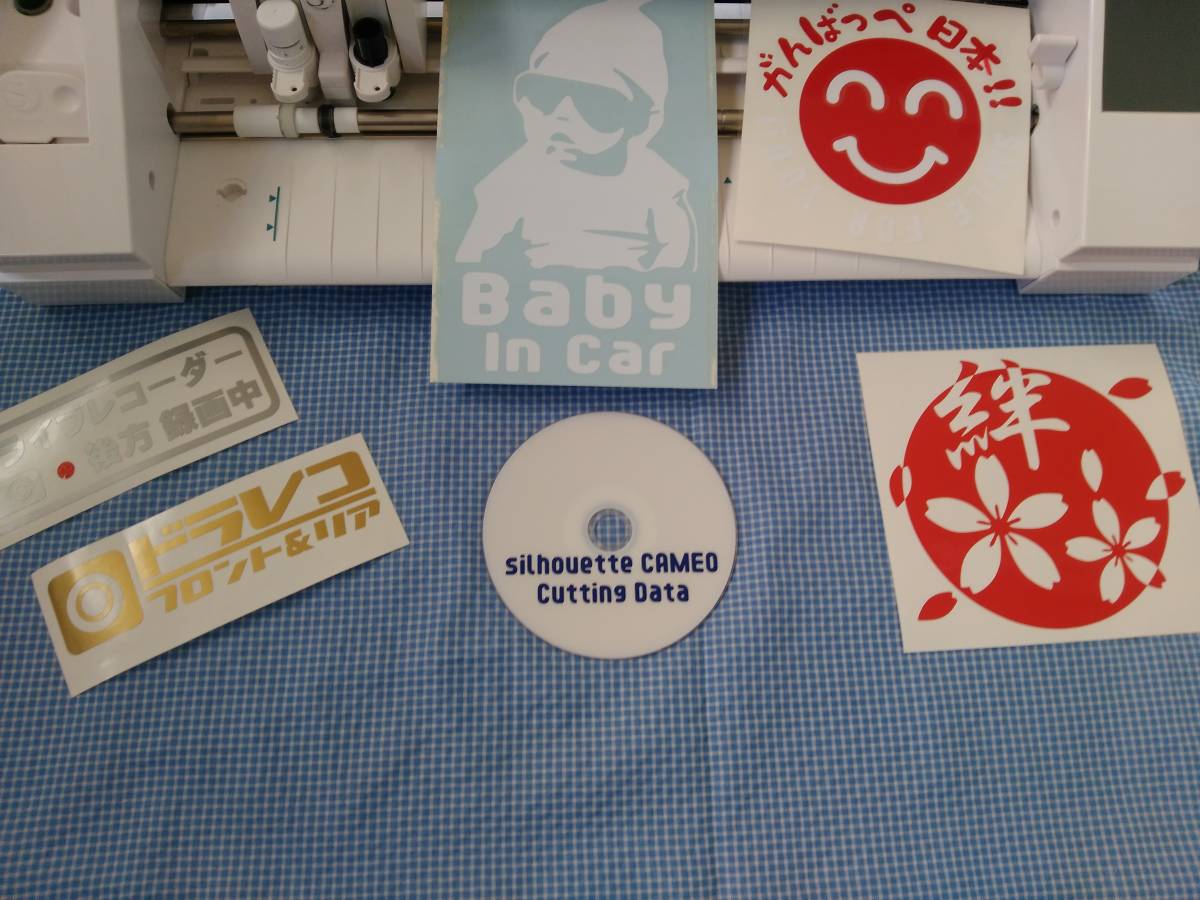 がんばっぺ 日本!!
SMILE FOR
Baby
In Car
ドライブレコーダー
後方 録画中
ドラレコ
フロント&リア
silhouette CAMEO
Cutting Data
絆